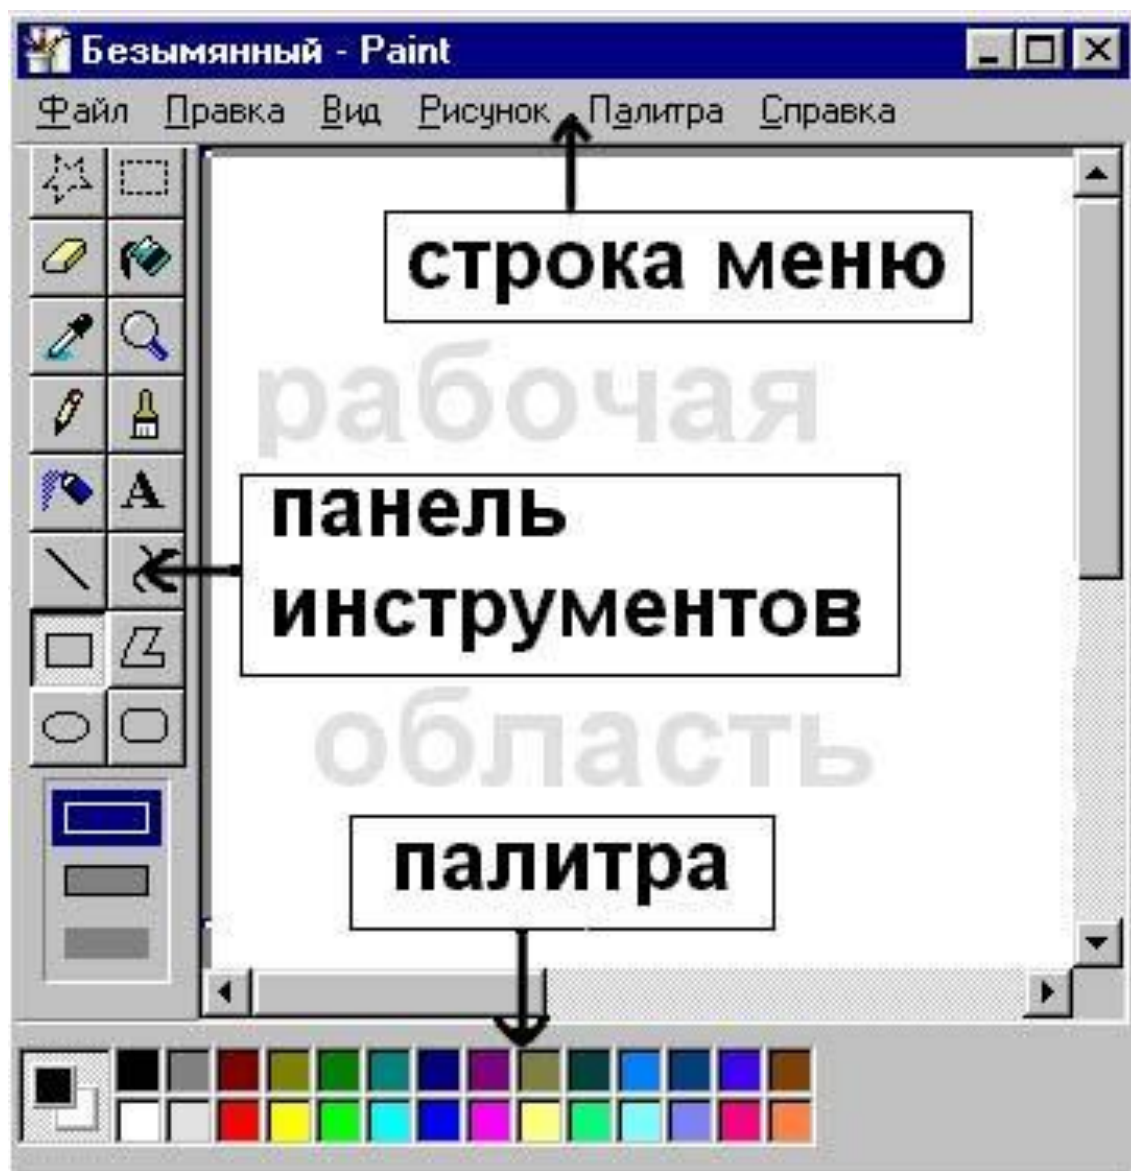 Безымянный - Paint
Файл Правка Вид Рисунок Палитра Справка
строка меню
рабочая
A
панель
инструментов
область
палитра